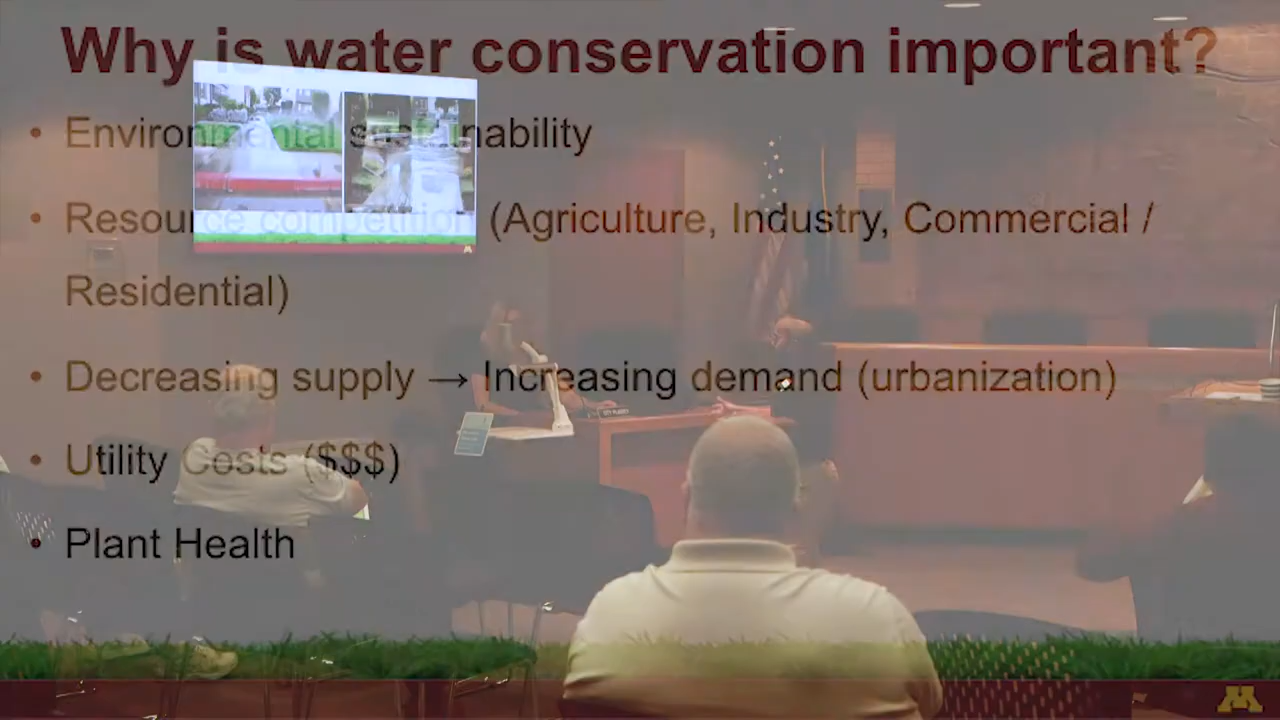 Why is water conservation important?
• Environmental sustainability
• Resource competition (Agriculture, Industry, Commercial /
Residential)
• Decreasing supply → Increasing demand (urbanization)
• Utility Costs ($$$)
• Plant Health
M